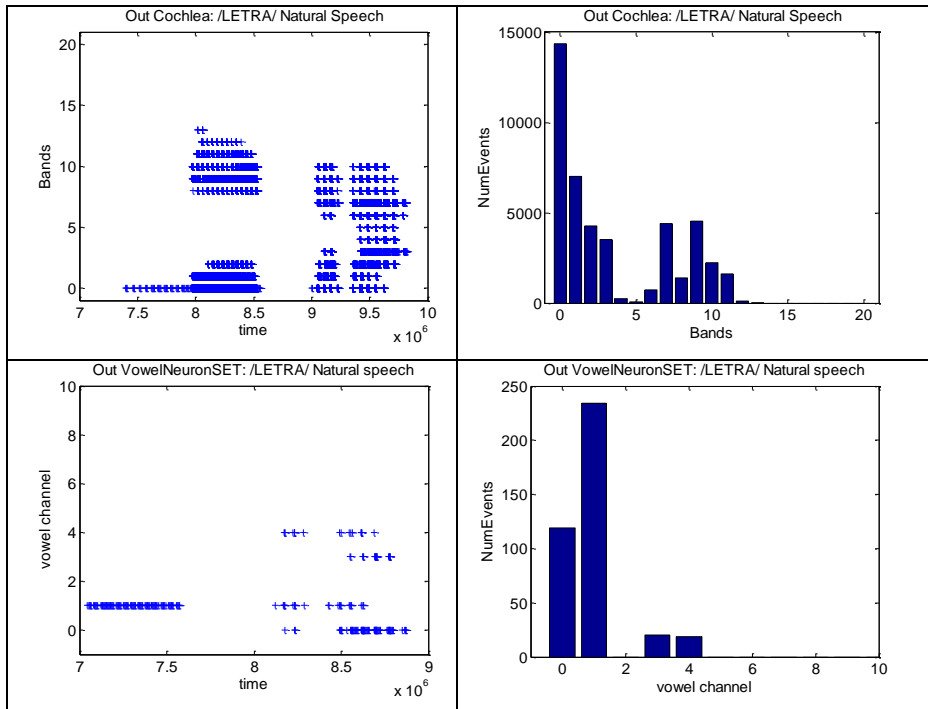 Out Cochlea: /LETRA/ Natural Speech
20
15
10
5
0
Bands
7 7.5 8 8.5 9 9.5 10
time
x 10^6
Out Cochlea: /LETRA/ Natural Speech
15000
10000
5000
0
NumEvents
0 5 10 15 20
Bands
Out VowelNeuronSET: /LETRA/ Natural speech
10
8
6
4
2
0
vowel channel
7 7.5 8 8.5 9
time
x 10^6
Out VowelNeuronSET: /LETRA/ Natural speech
250
200
150
100
50
0
NumEvents
0 2 4 6 8 10
vowel channel